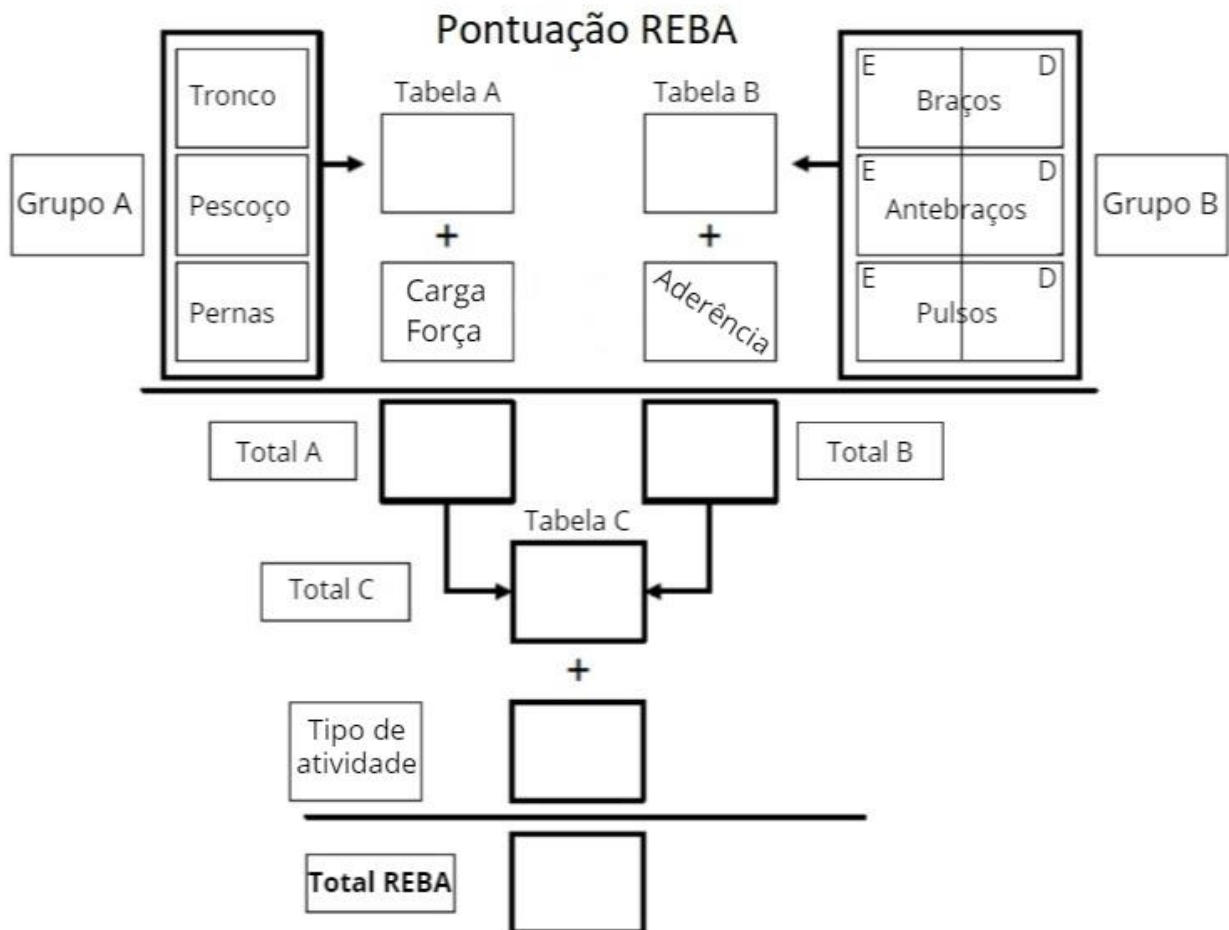 Pontuação REBA
Grupo A
Tronco
Pescoço
Pernas
Tabela A
+
Carga
Força
Tabela B
+
Aderência
E D
Braços
E D
Antebraços
E D
Pulsos
Grupo B
Total A
Total B
Tabela C
Total C
+
Tipo de
atividade
Total REBA